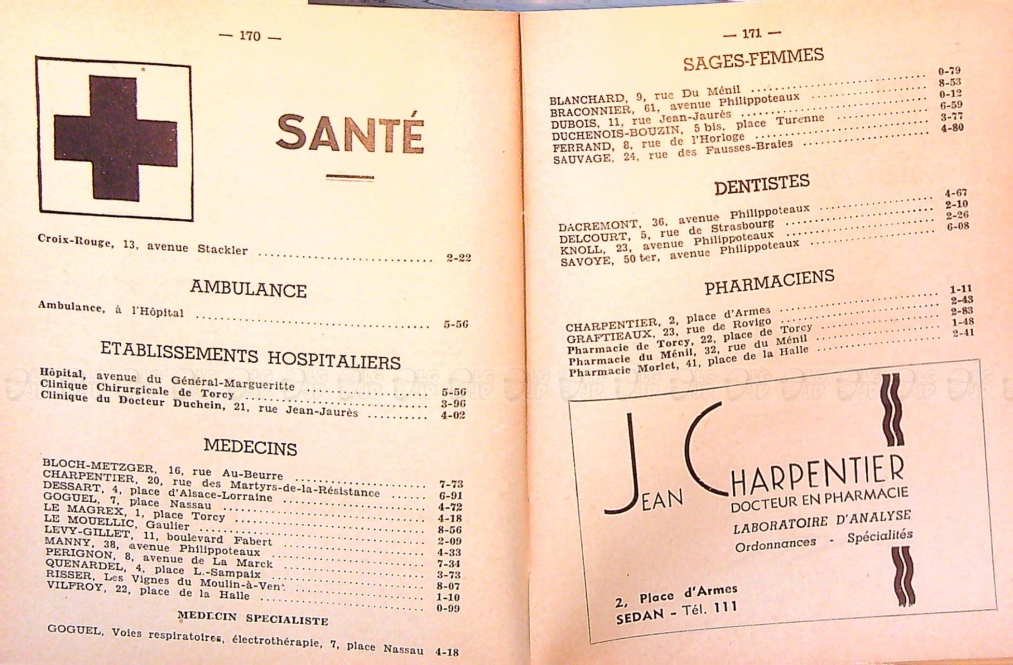 — 170 —
SANTÉ
Croix-Rouge, 13, avenue Stackler .......... 2-22
AMBULANCE
Ambulance, à l'Hôpital .......... 5-56
ETABLISSEMENTS HOSPITALIERS
Hôpital, avenue du Général-Margueritte .......... 5-56
Clinique Chirurgicale de Torcy .......... 3-96
Clinique du Docteur Duchein, 21, rue Jean-Jaurès .......... 4-02
MEDECINS
BLOCH-METZGER, 16, rue Au-Beurre .......... 7-73
CHARPENTIER, 20, rue des Martyrs-de-la-Résistance .......... 6-91
DESSART, 4, place d'Alsace-Lorraine .......... 4-72
GOGUEL, 7, place Nassau .......... 4-18
LE MAGREX, 1, place Torcy .......... 8-56
LE MOUELLIC, Gaulier .......... 2-09
LEVY-GILLET, 11, boulevard Fabert .......... 4-33
MANNY, 38, avenue Philippoteaux .......... 7-34
PERIGNON, 8, avenue de La Marck .......... 3-73
QUENARDEL, 4, place L.-Sampaix .......... 8-07
RISSER, Les Vignes du Moulin-à-Vent .......... 1-10
VILFROY, 22, place de la Halle .......... 0-99
MEDECIN SPECIALISTE
GOGUEL, Voies respiratoires, électrothérapie, 7, place Nassau 4-18
— 171 —
SAGES-FEMMES
BLANCHARD, 9, rue Du Ménil .......... 0-79
BRACONNIER, 61, avenue Philippoteaux .......... 8-53
DUBOIS, 11, rue Jean-Jaurès .......... 0-12
DUCHENOIS-BOUZIN, 5 bis, place Turenne .......... 6-59
FERRAND, 8, rue de l'Horloge .......... 3-77
SAUVAGE, 24, rue des Fausses-Braies .......... 4-80
DENTISTES
DACREMONT, 36, avenue Philippoteaux .......... 4-67
DELCOURT, 5, rue de Strasbourg .......... 2-10
KNOLL, 23, avenue Philippoteaux .......... 2-26
SAVOYE, 50 ter, avenue Philippoteaux .......... 6-08
PHARMACIENS
CHARPENTIER, 2, place d'Armes .......... 1-11
GRAFTIEAUX, 23, rue de Rovigo .......... 2-43
Pharmacie de Torcy, 22, place de Torcy .......... 2-83
Pharmacie du Ménil, 32, rue du Ménil .......... 1-48
Pharmacie Morlet, 41, place de la Halle .......... 2-41
JEAN CHARPENTIER
DOCTEUR EN PHARMACIE
LABORATOIRE D'ANALYSE
Ordonnances - Spécialités
2, Place d'Armes
SEDAN - Tél. 111